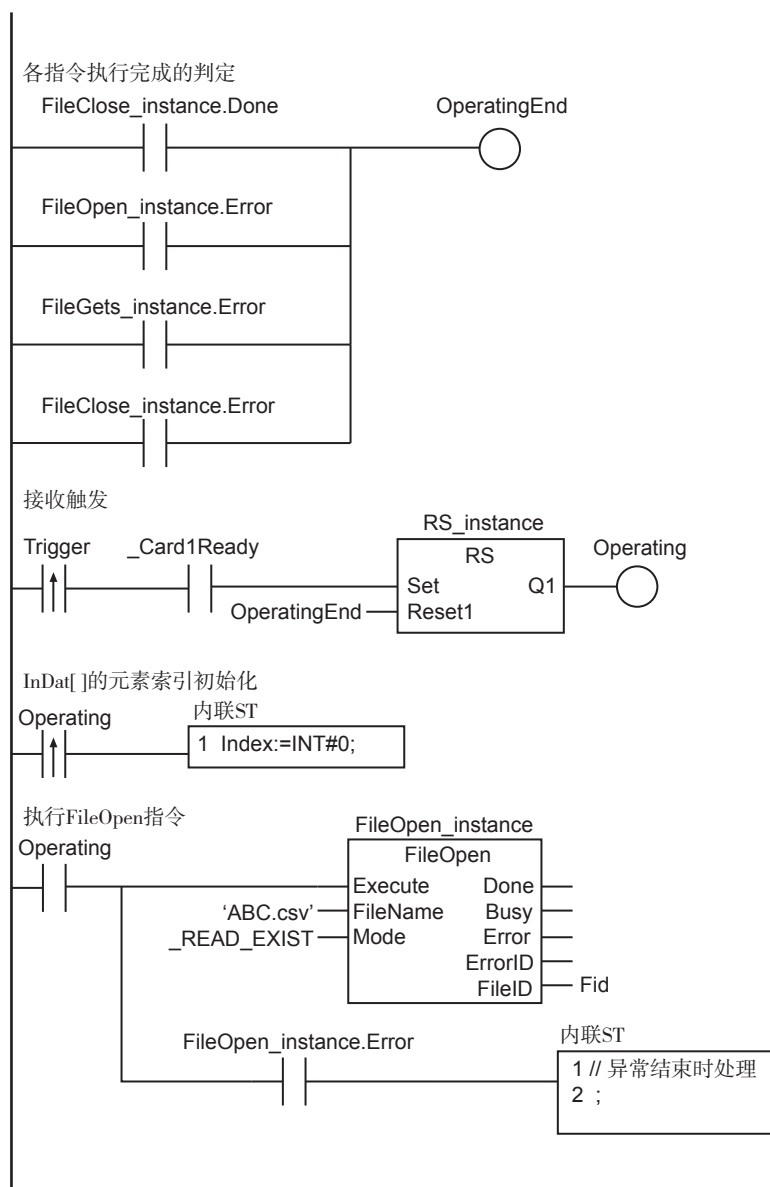 各指令执行完成的判定
FileClose_instance.Done
OperatingEnd
FileOpen_instance.Error
FileGets_instance.Error
FileClose_instance.Error
接收触发
RS_instance
Trigger
_Card1Ready
RS
Operating
Set
Q1
OperatingEnd
Reset1
InDat[ ]的元素索引初始化
Operating
内联ST
1 Index:=INT#0;
执行FileOpen指令
FileOpen_instance
Operating
FileOpen
Execute
Done
‘ABC.csv’
FileName
Busy
_READ_EXIST
Mode
Error
ErrorID
FileID
Fid
FileOpen_instance.Error
内联ST
1 // 异常结束时处理
2 ;